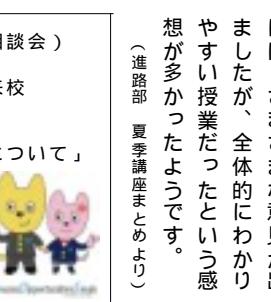 ましたが、全体的にわかり
やすい授業だったという感
想が多かったようです。
（進路部　夏季講座まとめより）
談会）
校
ついて」